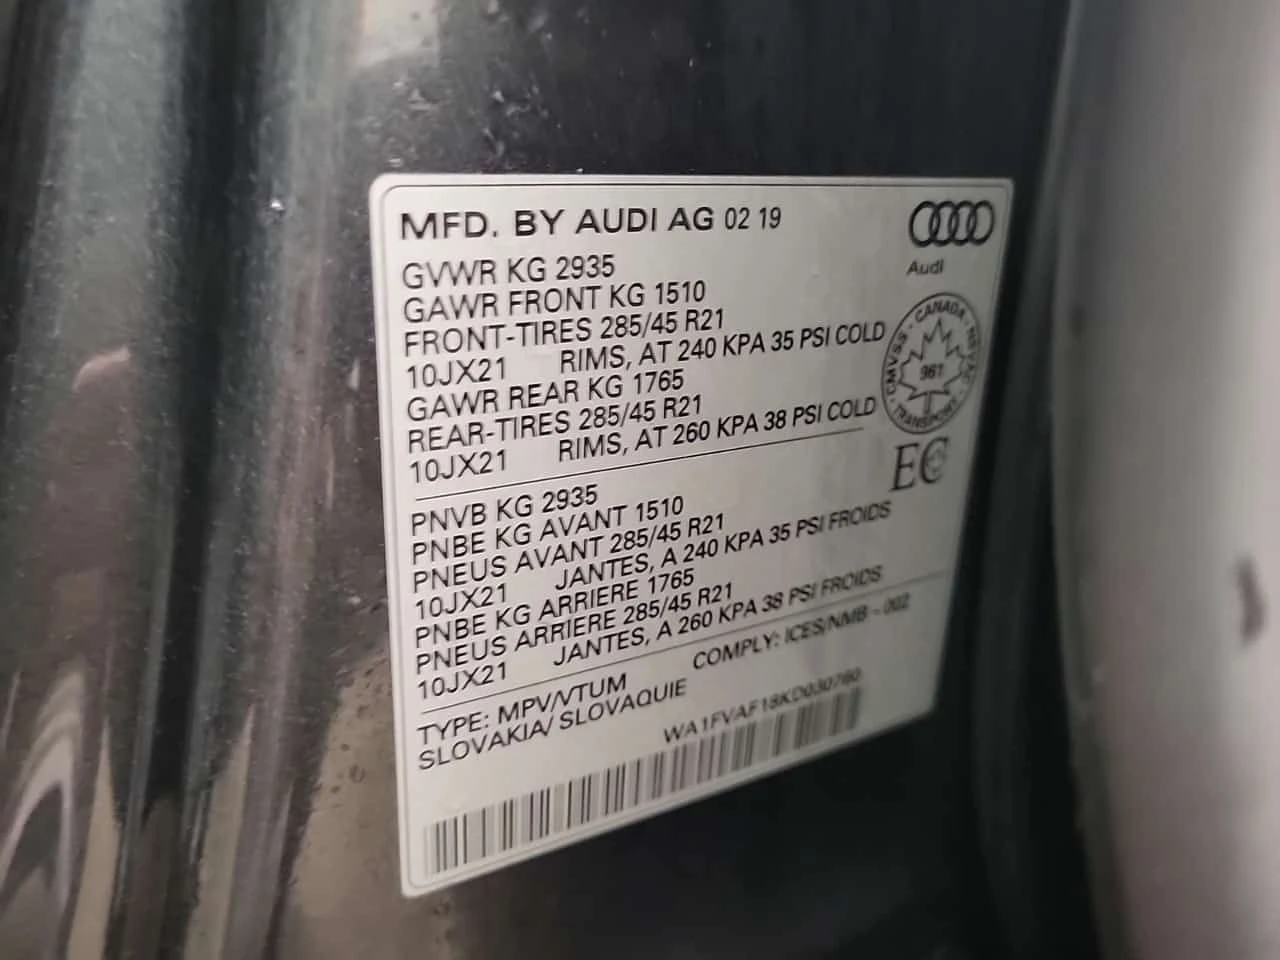 MFD. BY AUDI AG 02 19
Audi
GVWR KG 2935
GAWR FRONT KG 1510
FRONT-TIRES 285/45 R21
10JX21 RIMS, AT 240 KPA 35 PSI COLD
GAWR REAR KG 1765
REAR-TIRES 285/45 R21
10JX21 RIMS, AT 260 KPA 38 PSI COLD
CANADA · NSVAC · TRANSPORT · CMVSS
961
EC
PNVB KG 2935
PNBE KG AVANT 1510
PNEUS AVANT 285/45 R21
10JX21 JANTES, A 240 KPA 35 PSI FROIDS
PNBE KG ARRIERE 1765
PNEUS ARRIERE 285/45 R21
10JX21 JANTES, A 260 KPA 38 PSI FROIDS
TYPE: MPV/VTUM COMPLY: ICES/NMB - 002
SLOVAKIA/ SLOVAQUIE
WA1FVAF18KD030760